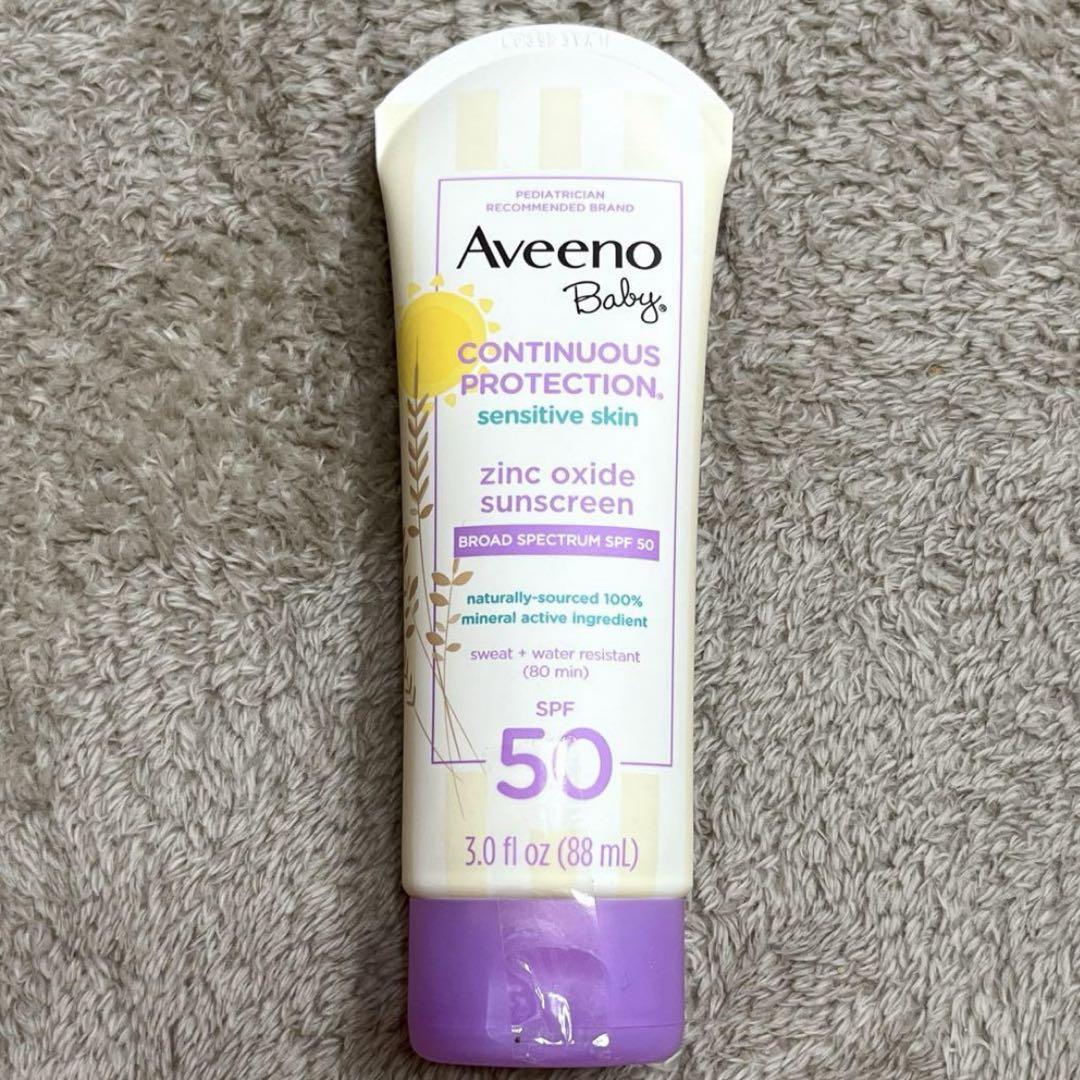 PEDIATRICIAN
RECOMMENDED BRAND
Aveeno
Baby®
CONTINUOUS
PROTECTION®
sensitive skin
zinc oxide
sunscreen
BROAD SPECTRUM SPF 50
naturally-sourced 100%
mineral active ingredient
sweat + water resistant
(80 min)
SPF
50
3.0 fl oz (88 mL)